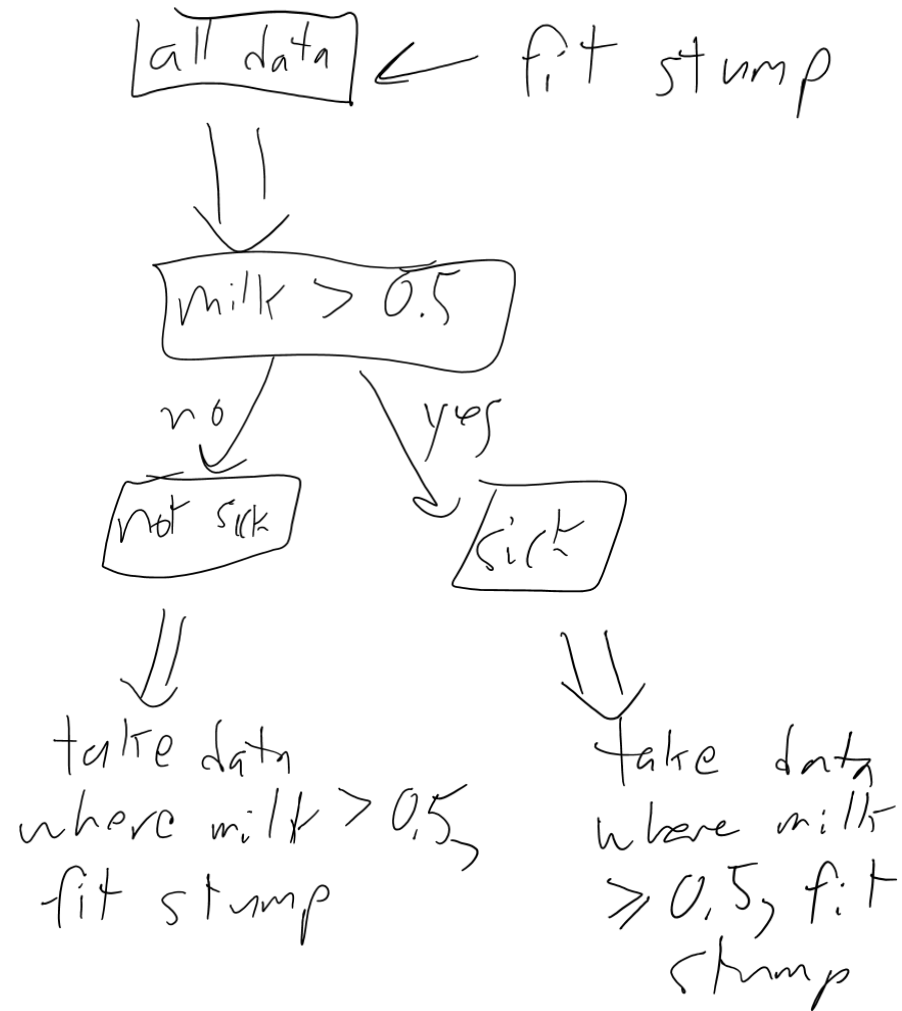 all data
fit stump
milk > 0.5
no
yes
not sick
sick
take data
where milk > 0.5,
fit stump
take data
where milk
≥ 0.5, fit
stump